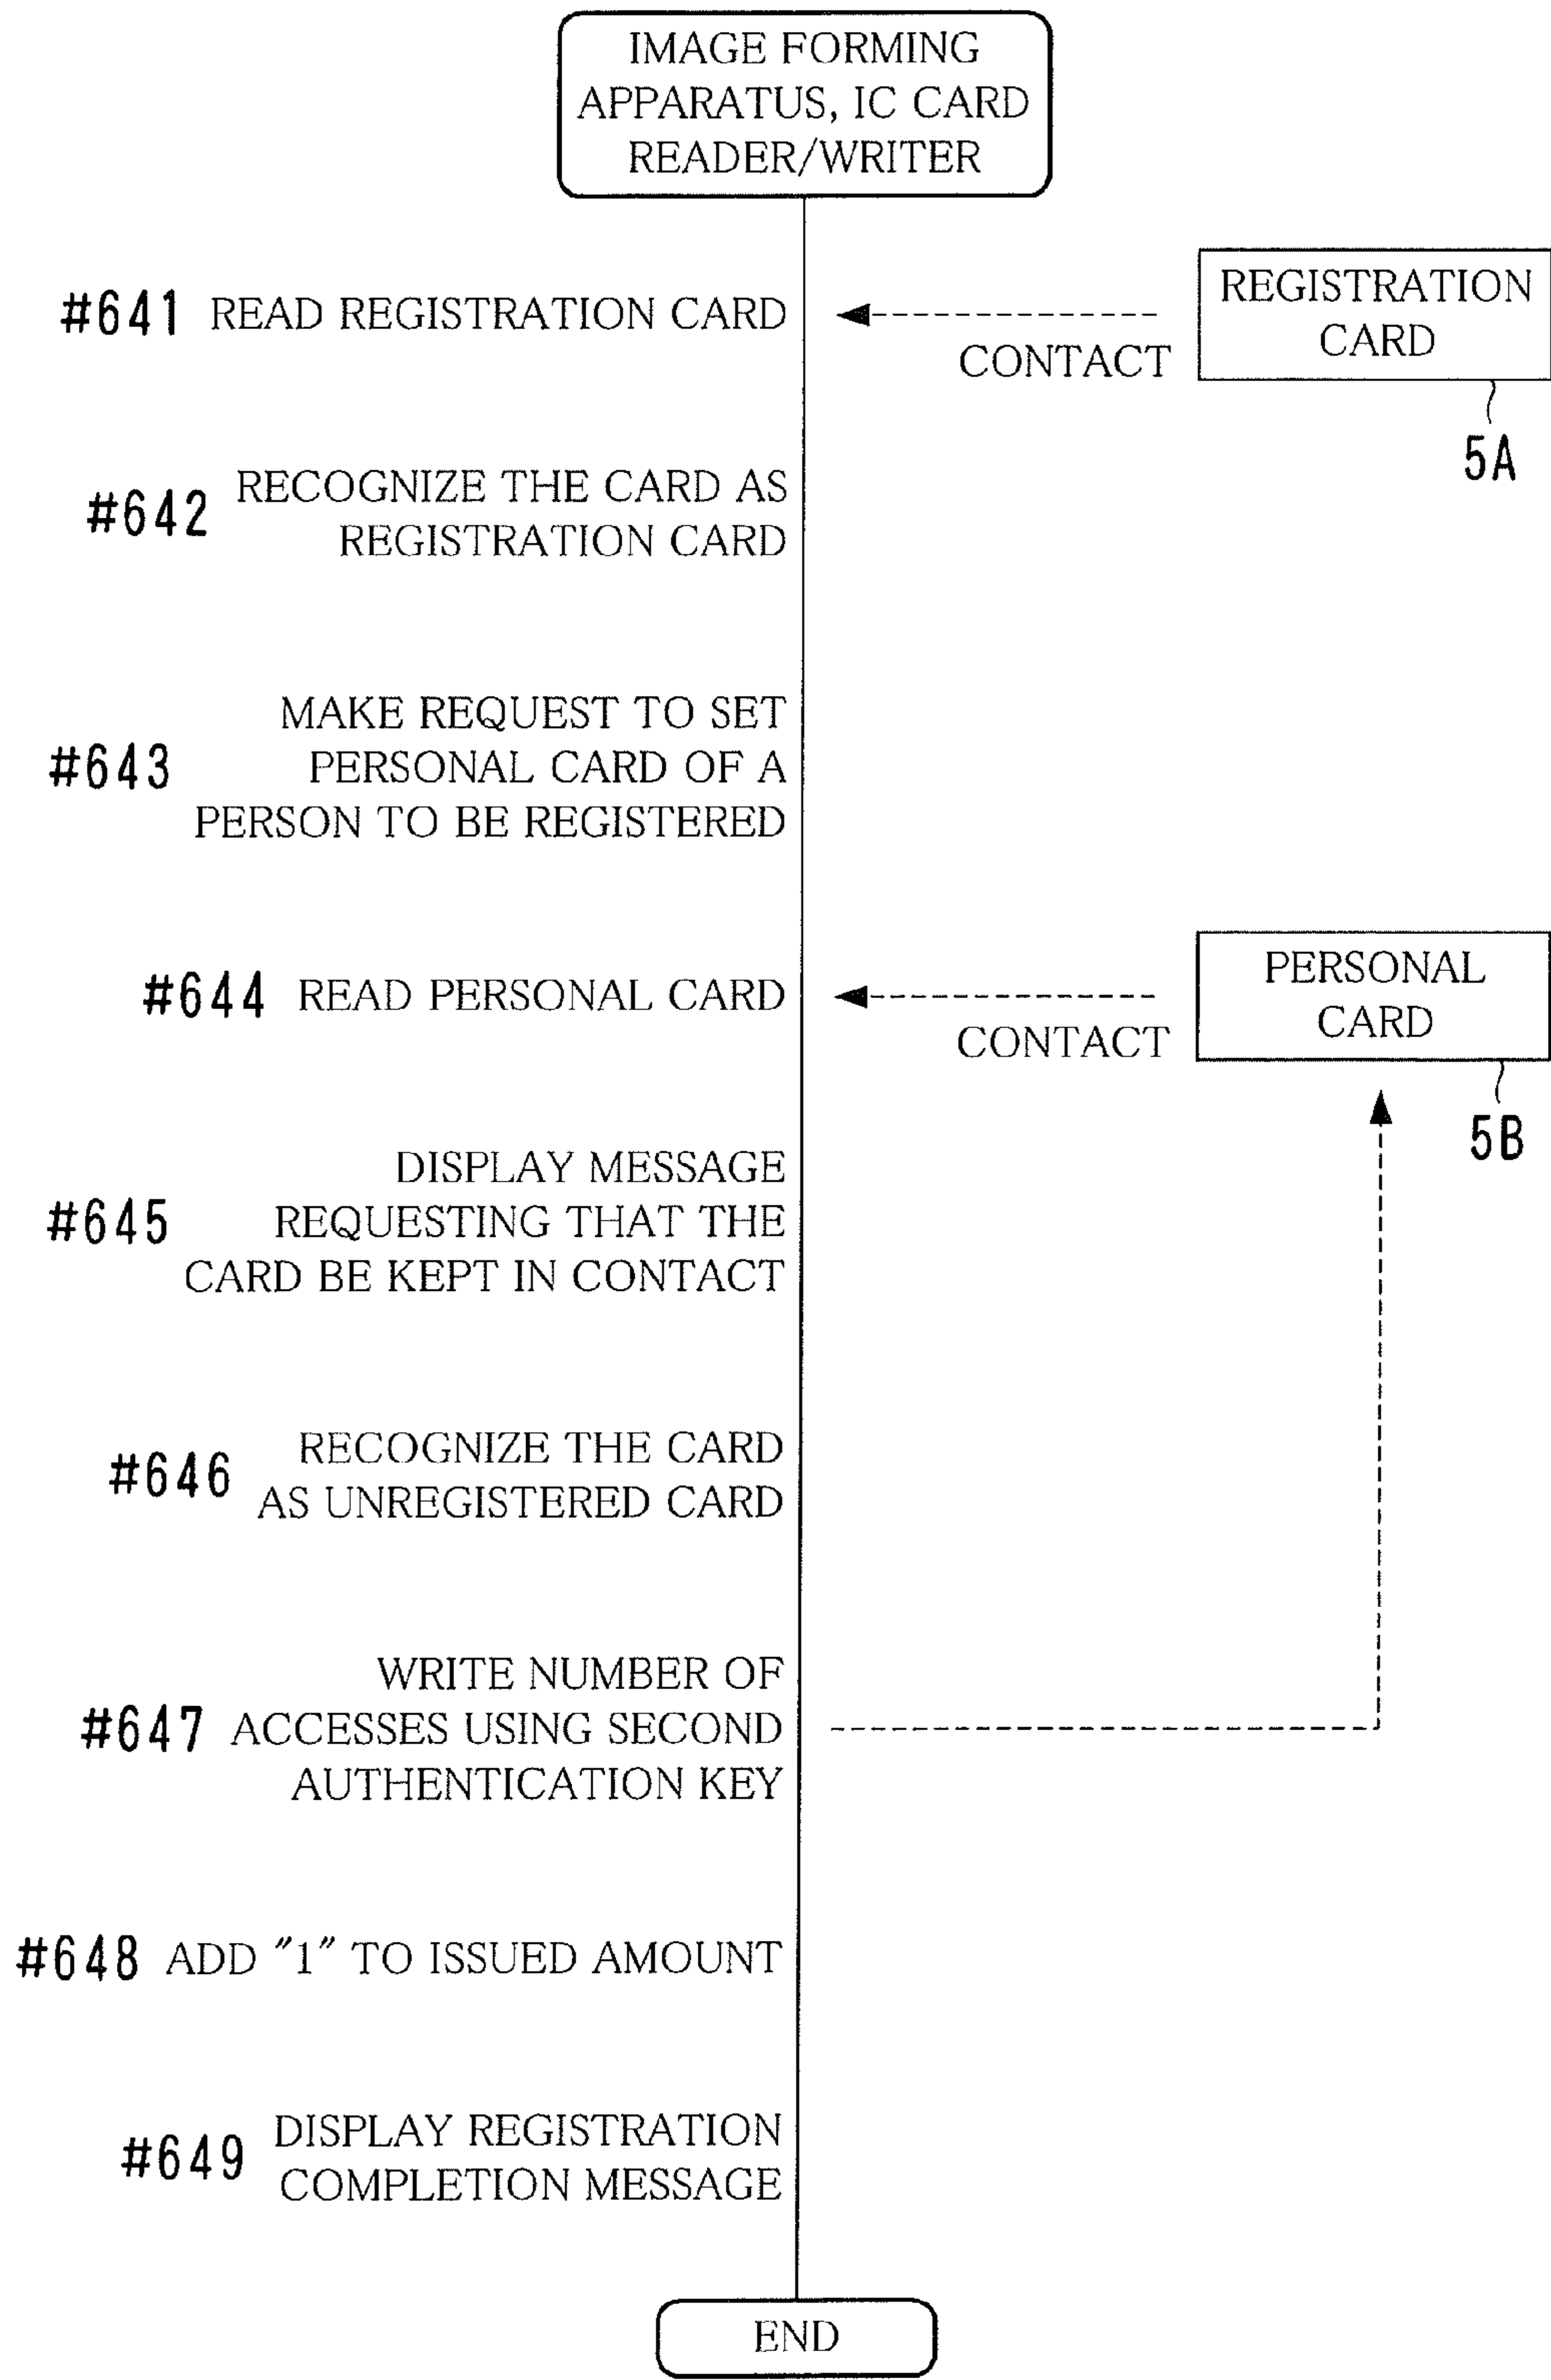 IMAGE FORMING
APPARATUS, IC CARD
READER/WRITER
#641 READ REGISTRATION CARD
CONTACT
REGISTRATION
CARD
5A
#642
RECOGNIZE THE CARD AS
REGISTRATION CARD
#643
MAKE REQUEST TO SET
PERSONAL CARD OF A
PERSON TO BE REGISTERED
#644 READ PERSONAL CARD
CONTACT
PERSONAL
CARD
5B
#645
DISPLAY MESSAGE
REQUESTING THAT THE
CARD BE KEPT IN CONTACT
#646
RECOGNIZE THE CARD
AS UNREGISTERED CARD
#647
WRITE NUMBER OF
ACCESSES USING SECOND
AUTHENTICATION KEY
#648 ADD "1" TO ISSUED AMOUNT
#649
DISPLAY REGISTRATION
COMPLETION MESSAGE
END